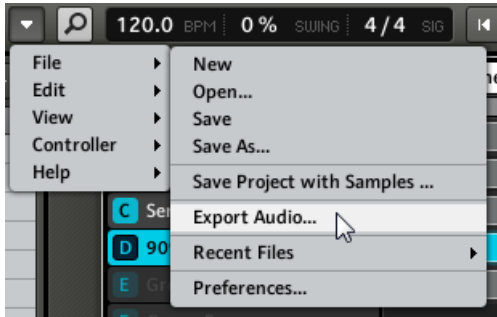 120.0 BPM 0 % SWING 4 / 4 SIG
File
Edit
View
Controller
Help
New
Open...
Save
Save As...
Save Project with Samples ...
Export Audio...
Recent Files
Preferences...
C
D
E